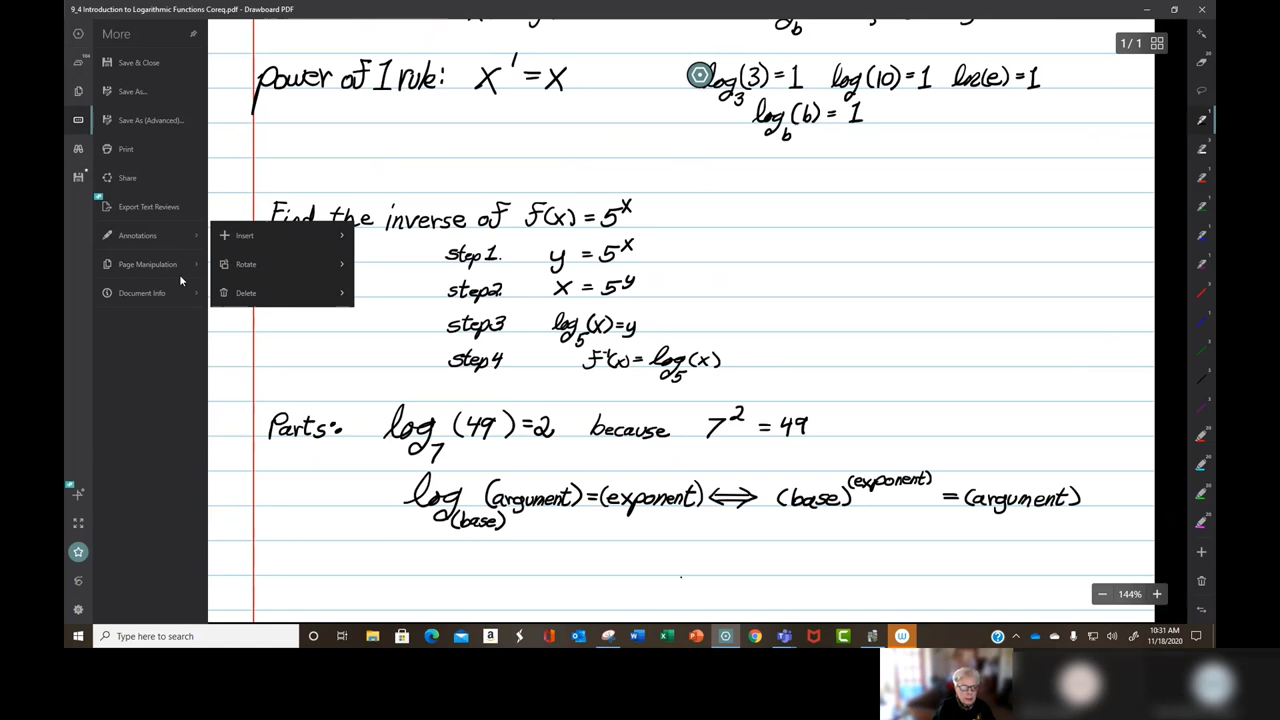 9_4 Introduction to Logarithmic Functions Coreq.pdf - Drawboard PDF
More
Save & Close
Save As...
Save As (Advanced)...
Print
Share
Export Text Reviews
Annotations
Page Manipulation
Document Info
Insert
Rotate
Delete
1/1
b
power of 1 rule: x^1 = x
log_3(3) = 1 log(10) = 1 ln(e) = 1
log_b(b) = 1
Find the inverse of f(x) = 5^x
step 1. y = 5^x
step 2. x = 5^y
step 3 log_5(x) = y
step 4 f^-1(x) = log_5(x)
Parts: log_7(49) = 2 because 7^2 = 49
log_(base)(argument) = (exponent) ⟺ (base)^(exponent) = (argument)
144%
Type here to search
10:31 AM
11/18/2020